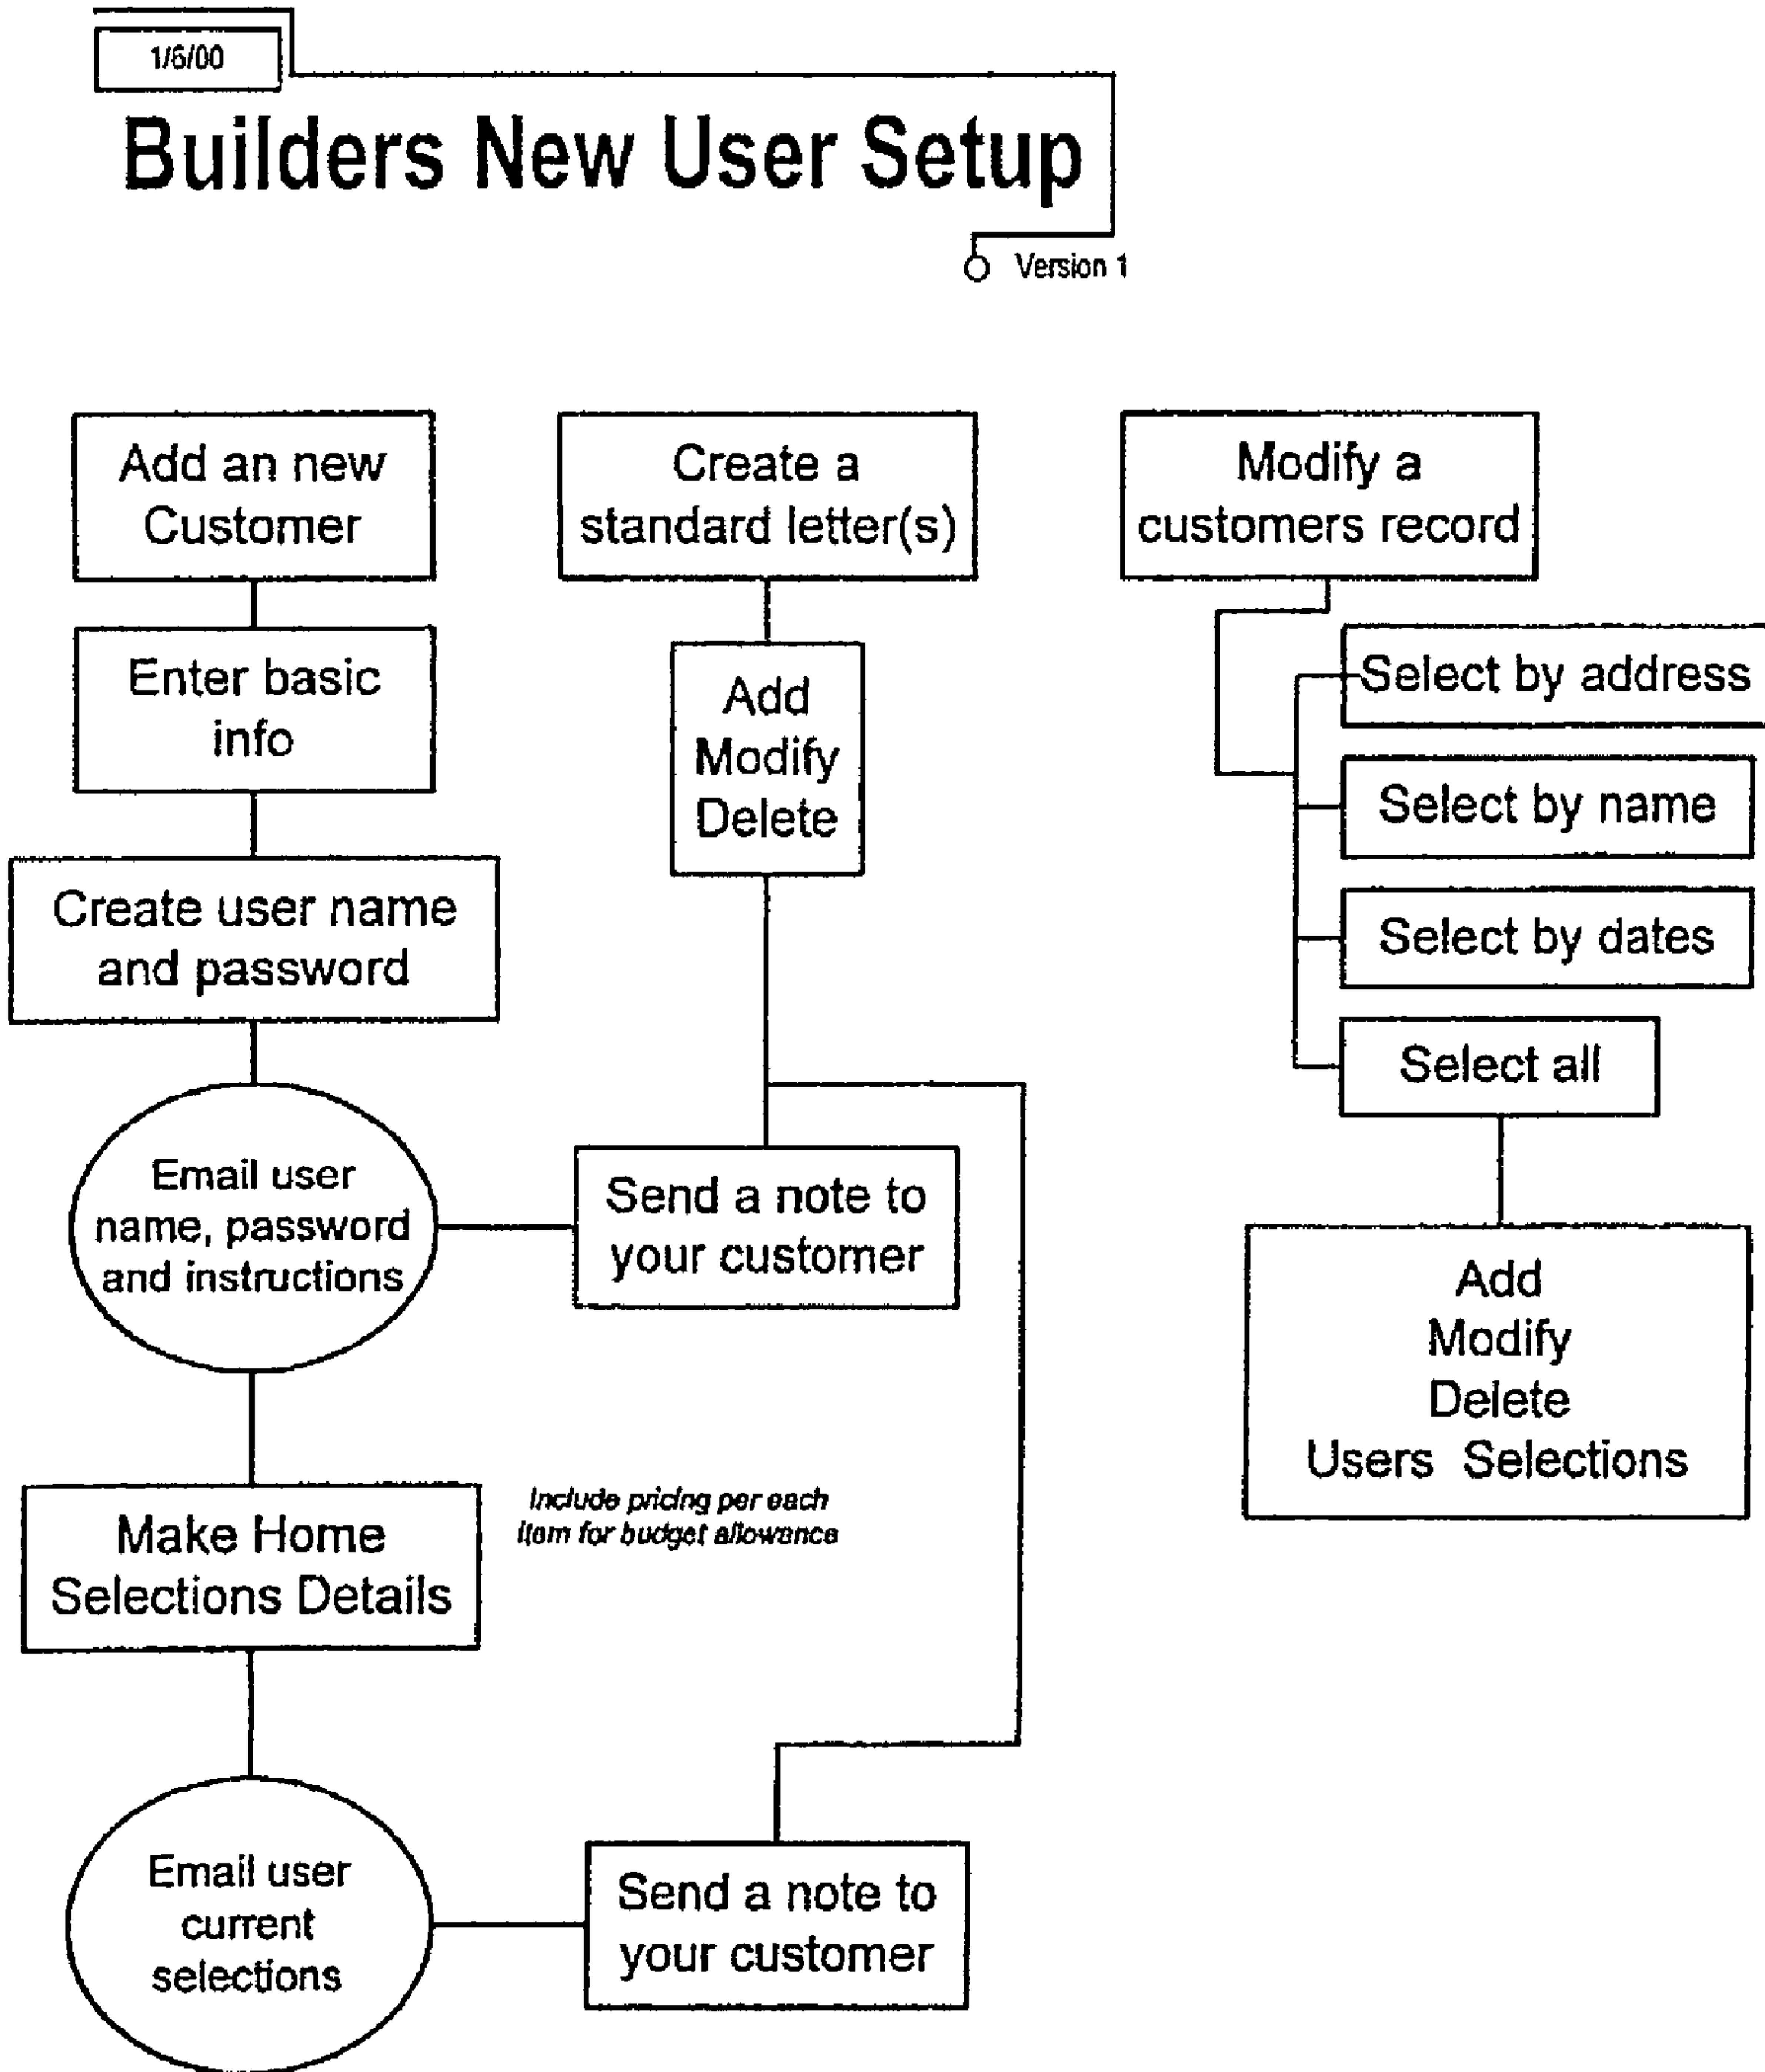 1/6/00
Builders New User Setup
Version 1
Add an new
Customer
Enter basic
info
Create user name
and password
Email user
name, password
and instructions
Make Home
Selections Details
Include pricing per each
item for budget allowance
Email user
current
selections
Create a
standard letter(s)
Add
Modify
Delete
Send a note to
your customer
Send a note to
your customer
Modify a
customers record
Select by address
Select by name
Select by dates
Select all
Add
Modify
Delete
Users Selections